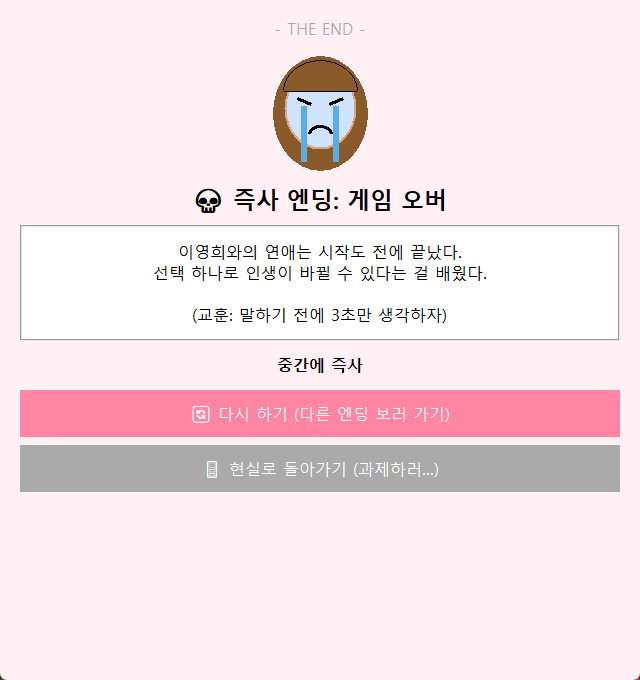 - THE END -
💀 즉사 엔딩: 게임 오버
이영희와의 연애는 시작도 전에 끝났다.
선택 하나로 인생이 바뀔 수 있다는 걸 배웠다.
(교훈: 말하기 전에 3초만 생각하자)
중간에 즉사
🔄 다시 하기 (다른 엔딩 보러 가기)
현실로 돌아가기 (과제하러...)